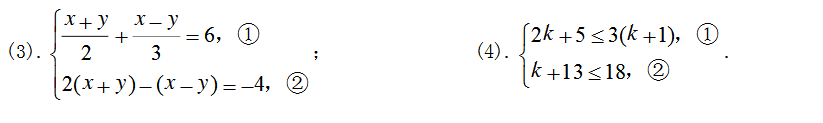 (3). { (x+y)/2 + (x−y)/3 = 6, ①
2(x+y)−(x−y)=−4, ② ;
(4). { 2k+5≤3(k+1), ①
k+13≤18, ② .